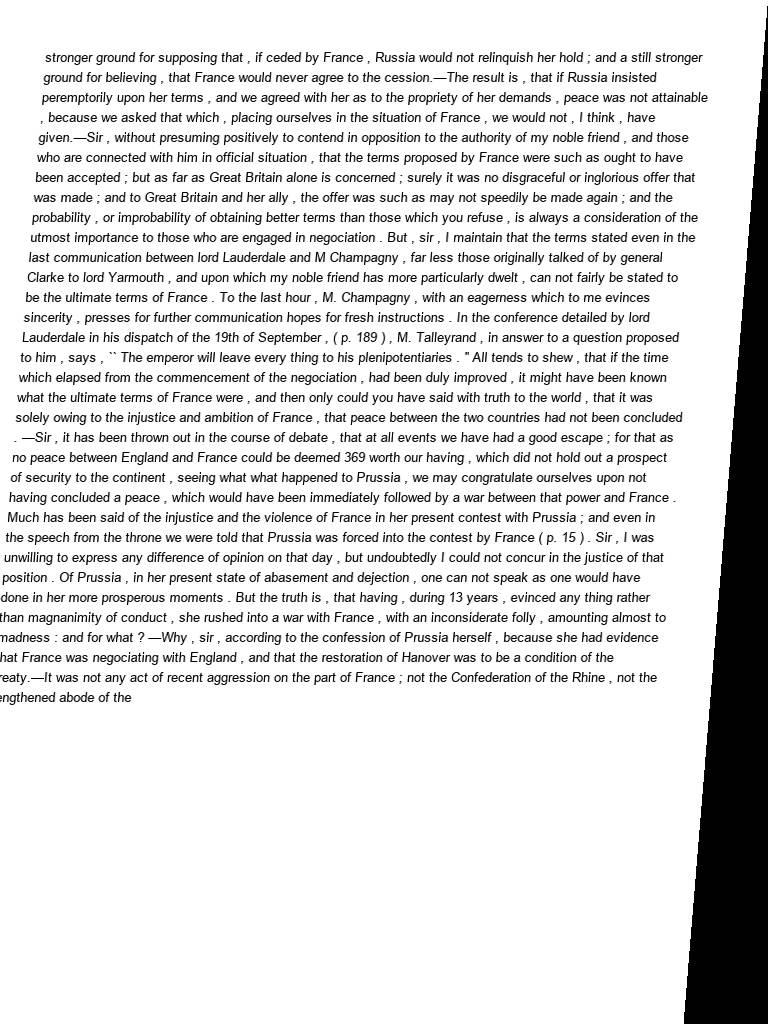 stronger ground for supposing that , if ceded by France , Russia would not relinquish her hold ; and a still stronger
ground for believing , that France would never agree to the cession.—The result is , that if Russia insisted
peremptorily upon her terms , and we agreed with her as to the propriety of her demands , peace was not attainable
, because we asked that which , placing ourselves in the situation of France , we would not , I think , have
given.—Sir , without presuming positively to contend in opposition to the authority of my noble friend , and those
who are connected with him in official situation , that the terms proposed by France were such as ought to have
been accepted ; but as far as Great Britain alone is concerned ; surely it was no disgraceful or inglorious offer that
was made ; and to Great Britain and her ally , the offer was such as may not speedily be made again ; and the
probability , or improbability of obtaining better terms than those which you refuse , is always a consideration of the
utmost importance to those who are engaged in negociation . But , sir , I maintain that the terms stated even in the
last communication between lord Lauderdale and M Champagny , far less those originally talked of by general
Clarke to lord Yarmouth , and upon which my noble friend has more particularly dwelt , can not fairly be stated to
be the ultimate terms of France . To the last hour , M. Champagny , with an eagerness which to me evinces
sincerity , presses for further communication hopes for fresh instructions . In the conference detailed by lord
Lauderdale in his dispatch of the 19th of September , ( p. 189 ) , M. Talleyrand , in answer to a question proposed
to him , says , `` The emperor will leave every thing to his plenipotentiaries . " All tends to shew , that if the time
which elapsed from the commencement of the negociation , had been duly improved , it might have been known
what the ultimate terms of France were , and then only could you have said with truth to the world , that it was
solely owing to the injustice and ambition of France , that peace between the two countries had not been concluded
. —Sir , it has been thrown out in the course of debate , that at all events we have had a good escape ; for that as
no peace between England and France could be deemed 369 worth our having , which did not hold out a prospect
of security to the continent , seeing what what happened to Prussia , we may congratulate ourselves upon not
having concluded a peace , which would have been immediately followed by a war between that power and France .
Much has been said of the injustice and the violence of France in her present contest with Prussia ; and even in
the speech from the throne we were told that Prussia was forced into the contest by France ( p. 15 ) . Sir , I was
unwilling to express any difference of opinion on that day , but undoubtedly I could not concur in the justice of that
position . Of Prussia , in her present state of abasement and dejection , one can not speak as one would have
done in her more prosperous moments . But the truth is , that having , during 13 years , evinced any thing rather
than magnanimity of conduct , she rushed into a war with France , with an inconsiderate folly , amounting almost to
madness : and for what ? —Why , sir , according to the confession of Prussia herself , because she had evidence
hat France was negociating with England , and that the restoration of Hanover was to be a condition of the
reaty.—It was not any act of recent aggression on the part of France ; not the Confederation of the Rhine , not the
engthened abode of the